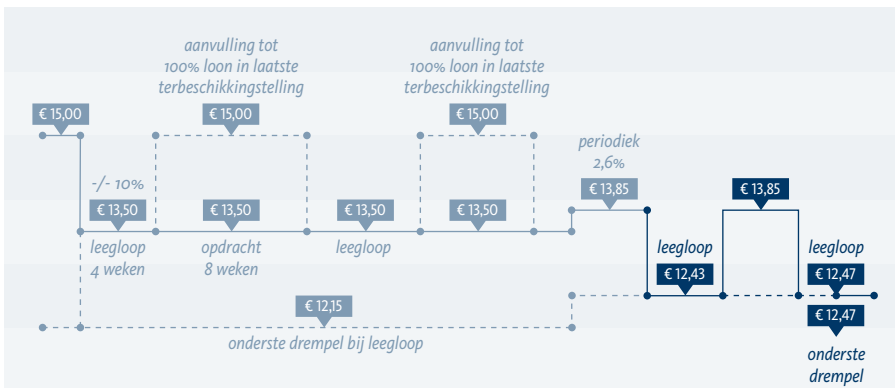 aanvulling tot
100% loon in laatste
terbeschikkingstelling
aanvulling tot
100% loon in laatste
terbeschikkingstelling
€ 15,00
€ 15,00
€ 15,00
periodiek
2,6%
-/- 10%
€ 13,85
€ 13,85
€ 13,50
€ 13,50
€ 13,50
€ 13,50
leegloop
4 weken
opdracht
8 weken
leegloop
leegloop
leegloop
€ 12,43
€ 12,47
€ 12,15
€ 12,47
onderste drempel bij leegloop
onderste
drempel